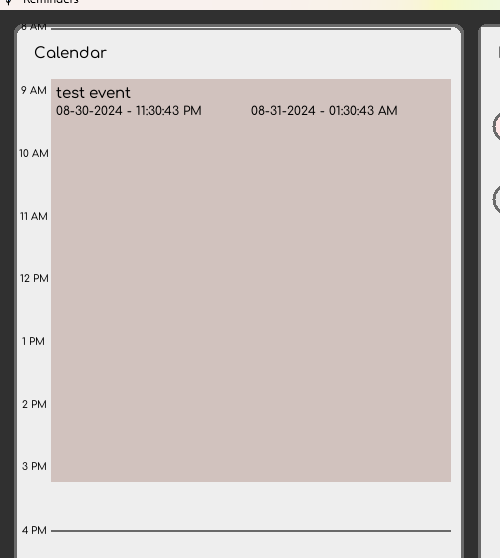 Reminders
8 AM
Calendar
9 AM
test event
08-30-2024 - 11:30:43 PM 08-31-2024 - 01:30:43 AM
10 AM
11 AM
12 PM
1 PM
2 PM
3 PM
4 PM